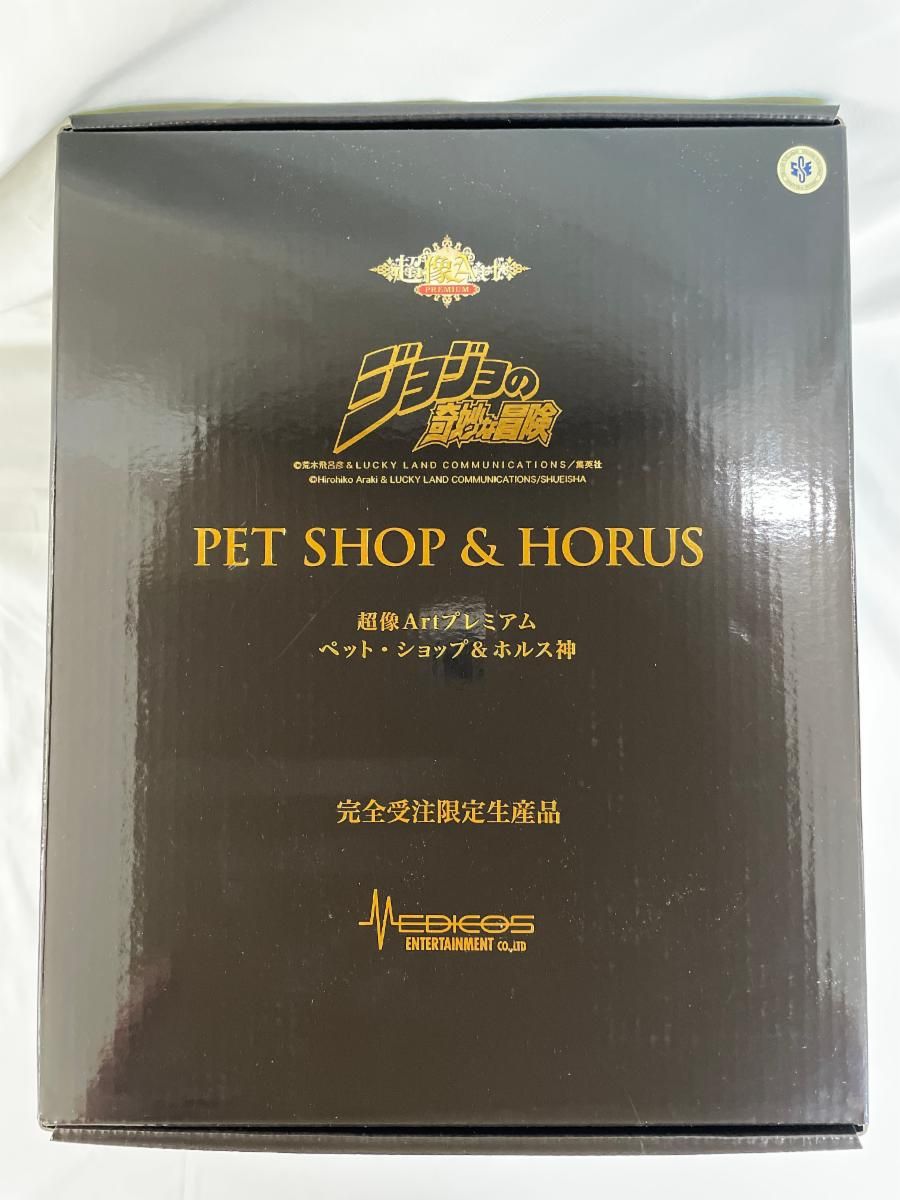 超像Art
PREMIUM
ジョジョの
奇妙な冒険
©荒木飛呂彦&LUCKY LAND COMMUNICATIONS/集英社
©Hirohiko Araki & LUCKY LAND COMMUNICATIONS/SHUEISHA
PET SHOP & HORUS
超像Artプレミアム
ペット・ショップ&ホルス神
完全受注限定生産品
MEDICOS
ENTERTAINMENT CO.,LTD